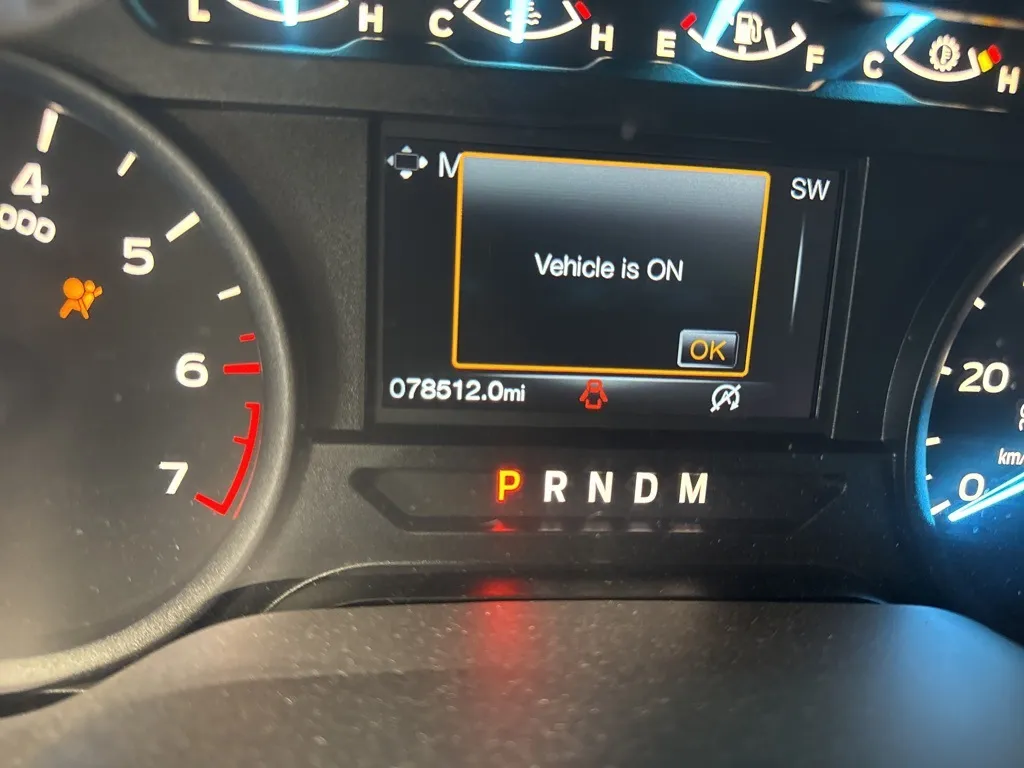 L H C H E F C H
M SW
4
000
5
6
7
Vehicle is ON
OK
078512.0mi
P R N D M
20
0
km/